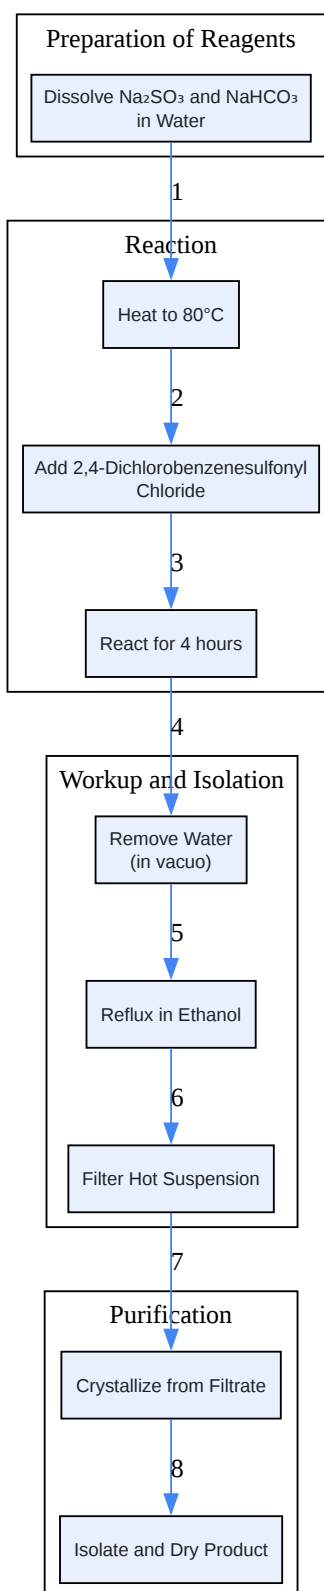 Preparation of Reagents
Dissolve Na₂SO₃ and NaHCO₃
in Water
1
Reaction
Heat to 80°C
2
Add 2,4-Dichlorobenzenesulfonyl
Chloride
3
React for 4 hours
4
Workup and Isolation
Remove Water
(in vacuo)
5
Reflux in Ethanol
6
Filter Hot Suspension
7
Purification
Crystallize from Filtrate
8
Isolate and Dry Product